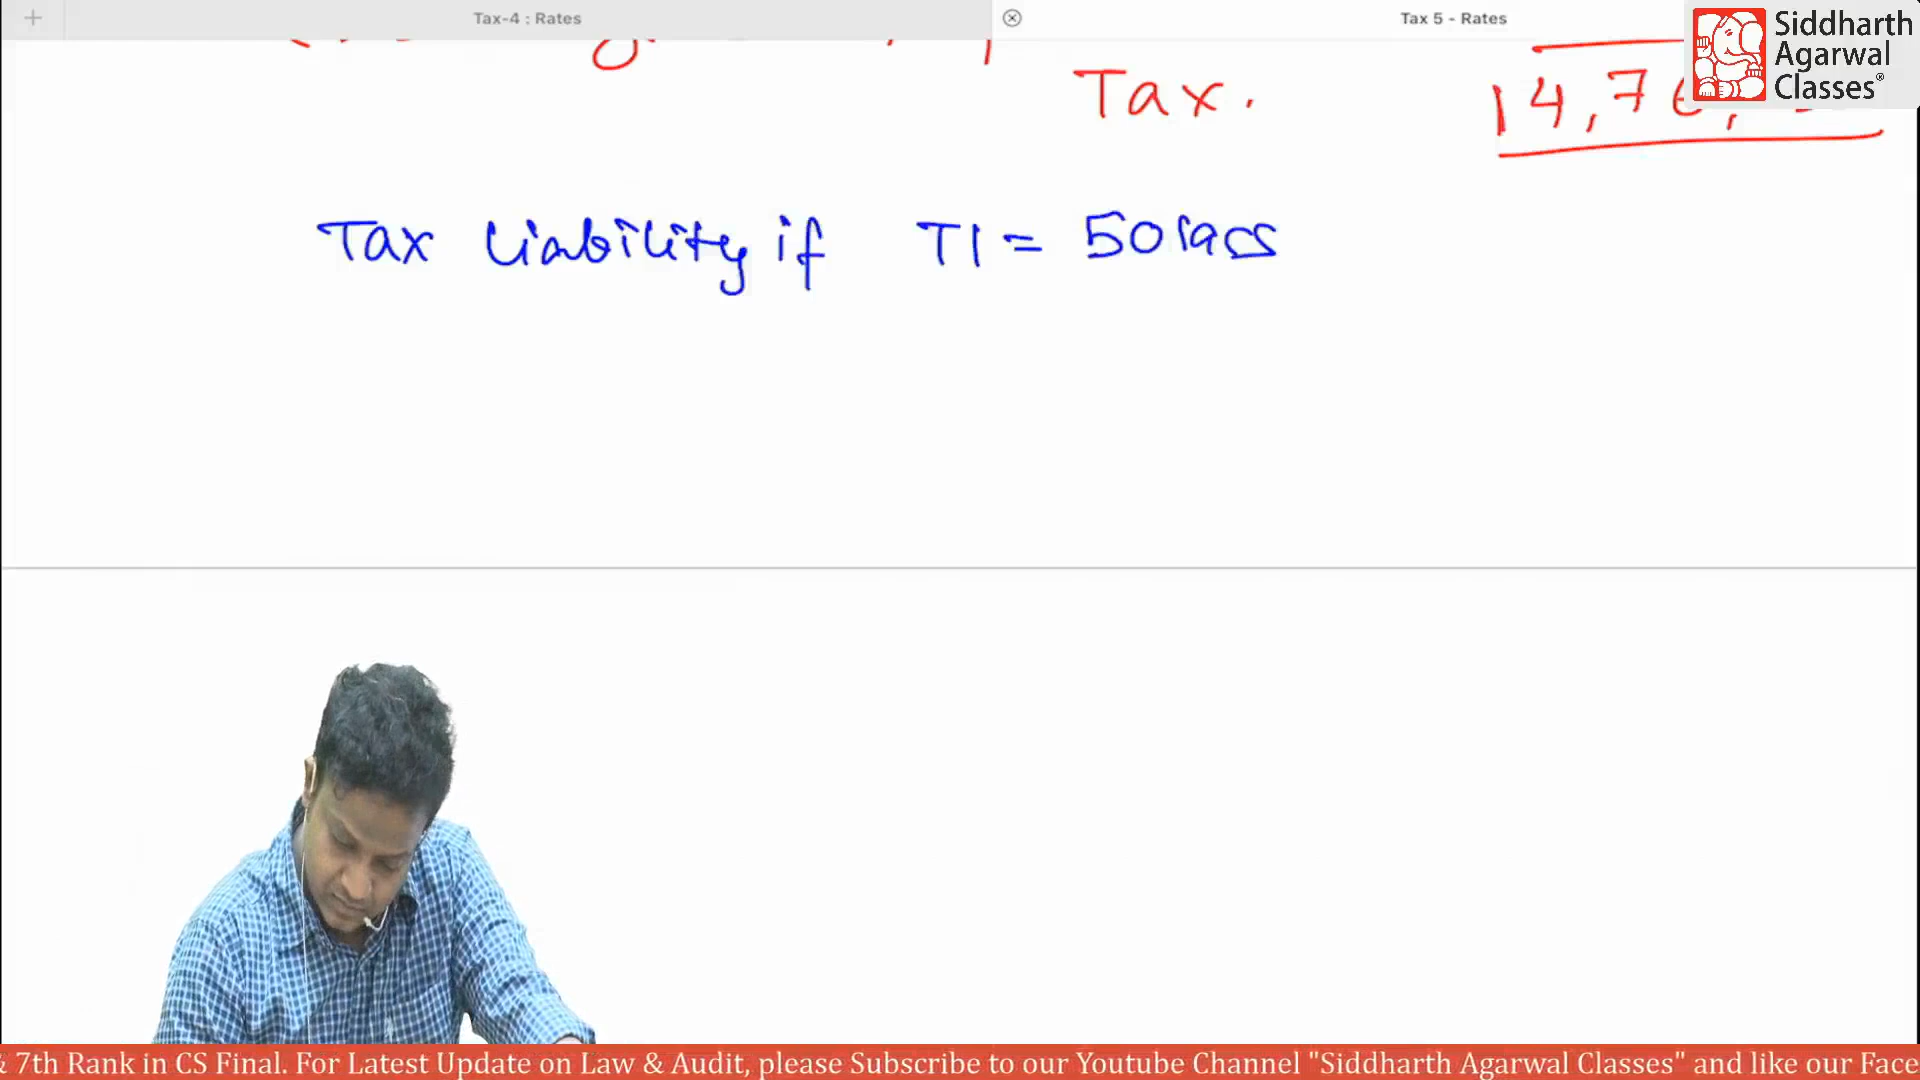 Tax-4 : Rates
Tax 5 - Rates
Siddharth
Agarwal
Classes®
Tax.
Tax liability if TI = 50 lacs
& 7th Rank in CS Final. For Latest Update on Law & Audit, please Subscribe to our Youtube Channel "Siddharth Agarwal Classes" and like our Face